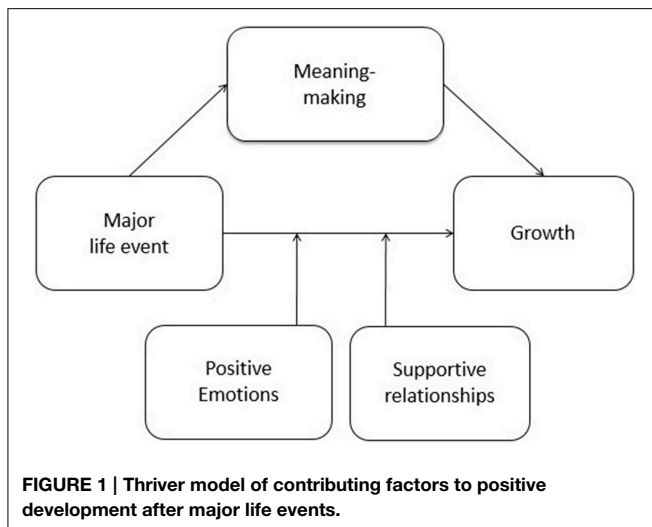 Meaning-
making
Major
life event
Growth
Positive
Emotions
Supportive
relationships
FIGURE 1 | Thriver model of contributing factors to positive
development after major life events.